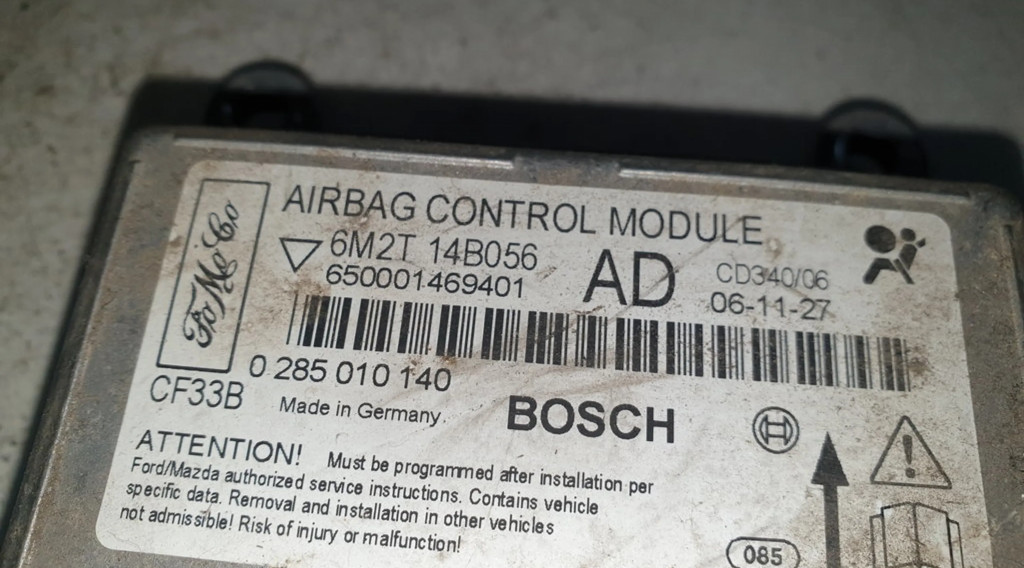 FoMoCo
AIRBAG CONTROL MODULE
6M2T 14B056
AD
CD340/06
650001469401
06-11-27
0 285 010 140
CF33B
Made in Germany.
BOSCH
ATTENTION! Must be programmed after installation per
Ford/Mazda authorized service instructions. Contains vehicle
specific data. Removal and installation in other vehicles
not admissible! Risk of injury or malfunction!
085